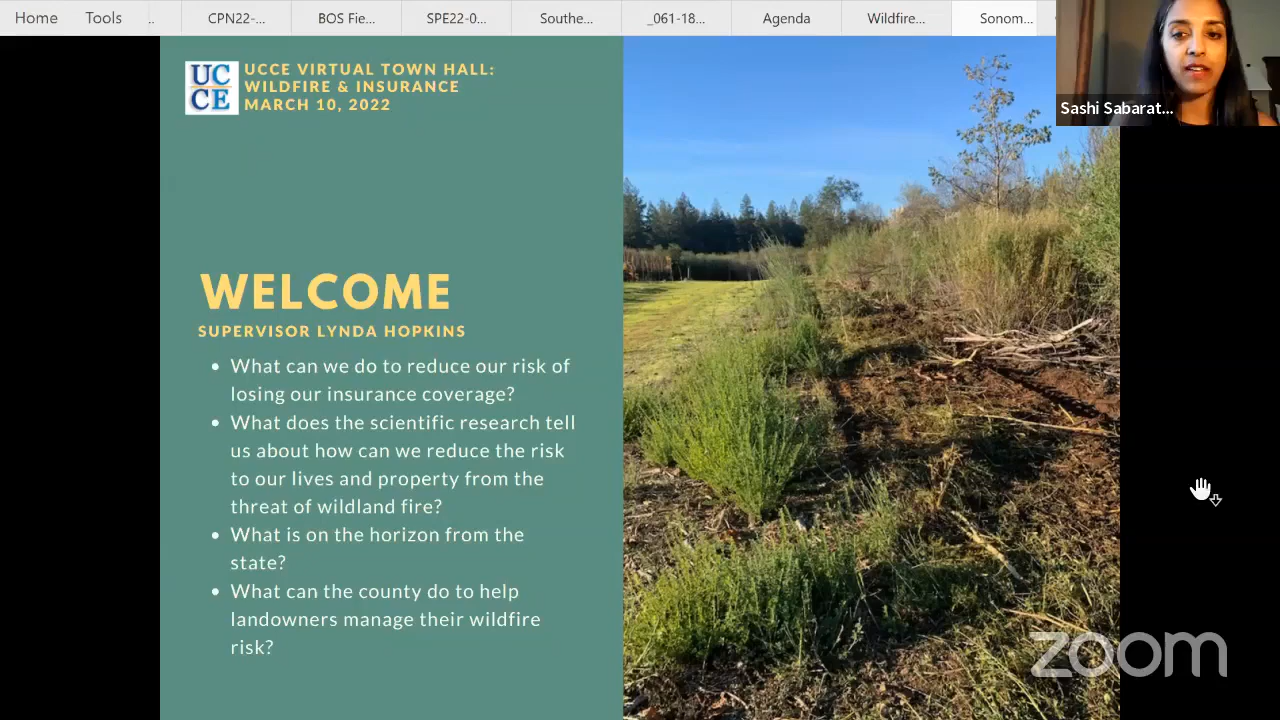 Home Tools .. CPN22-... BOS Fie... SPE22-0... Southe... _061-18... Agenda Wildfire... Sonom...
Sashi Sabarat...
UC
CE
UCCE VIRTUAL TOWN HALL:
WILDFIRE & INSURANCE
MARCH 10, 2022
WELCOME
SUPERVISOR LYNDA HOPKINS
• What can we do to reduce our risk of
losing our insurance coverage?
• What does the scientific research tell
us about how can we reduce the risk
to our lives and property from the
threat of wildland fire?
• What is on the horizon from the
state?
• What can the county do to help
landowners manage their wildfire
risk?
zoom